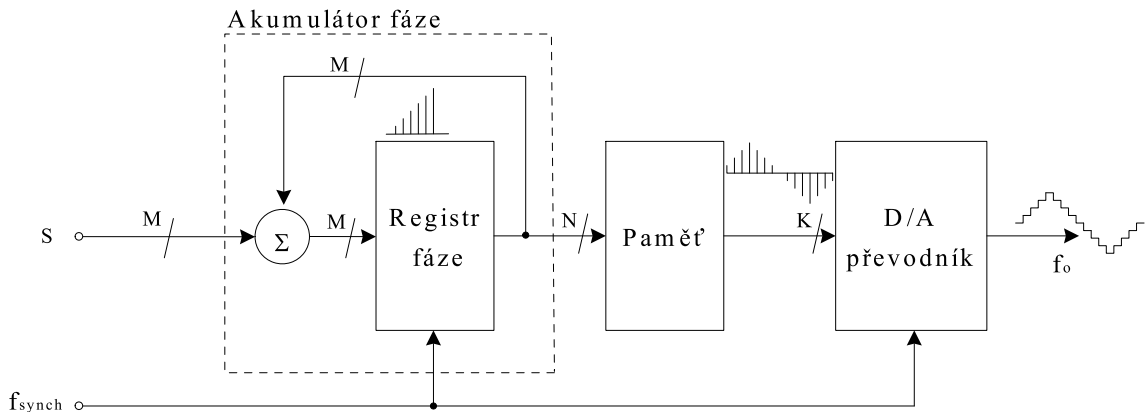 Akumulátor fáze
M
M
S
Σ
M
Registr
fáze
N
Paměť
K
D/A
převodník
fo
fsynch